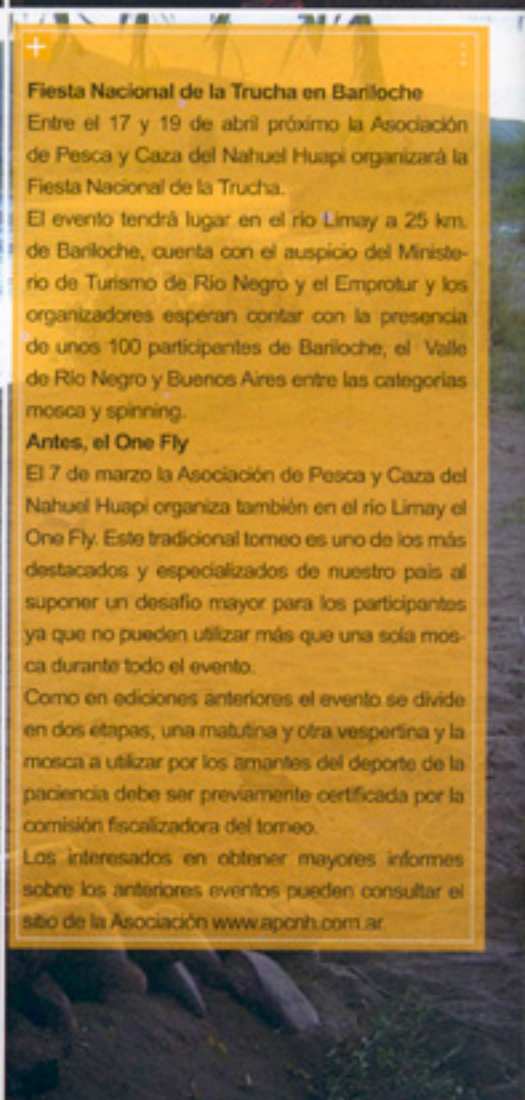 Fiesta Nacional de la Trucha en Bariloche
Entre el 17 y 19 de abril próximo la Asociación
de Pesca y Caza del Nahuel Huapi organizará la
Fiesta Nacional de la Trucha.
El evento tendrá lugar en el río Limay a 25 km.
de Bariloche, cuenta con el auspicio del Ministe-
rio de Turismo de Río Negro y el Emprotur y los
organizadores esperan contar con la presencia
de unos 100 participantes de Bariloche, el Valle
de Río Negro y Buenos Aires entre las categorías
mosca y spinning.
Antes, el One Fly
El 7 de marzo la Asociación de Pesca y Caza del
Nahuel Huapi organiza también en el río Limay el
One Fly. Este tradicional torneo es uno de los más
destacados y especializados de nuestro país al
suponer un desafío mayor para los participantes
ya que no pueden utilizar más que una sola mos-
ca durante todo el evento.
Como en ediciones anteriores el evento se divide
en dos etapas, una matutina y otra vespertina y la
mosca a utilizar por los amantes del deporte de la
paciencia debe ser previamente certificada por la
comisión fiscalizadora del torneo.
Los interesados en obtener mayores informes
sobre los anteriores eventos pueden consultar el
sitio de la Asociación www.apcnh.com.ar